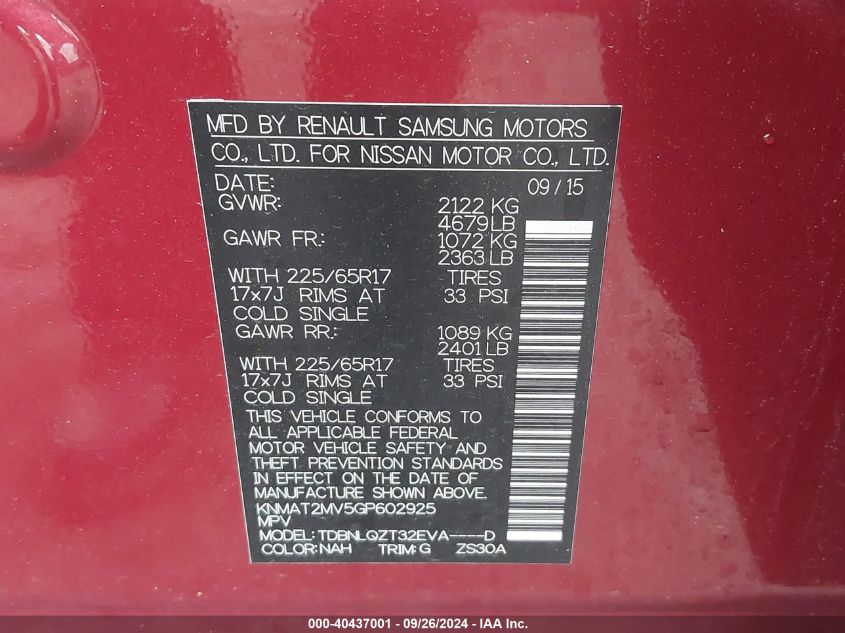 MFD BY RENAULT SAMSUNG MOTORS
CO., LTD. FOR NISSAN MOTOR CO., LTD.
DATE: 09/15
GVWR: 2122 KG
4679 LB
GAWR FR.: 1072 KG
2363 LB
WITH 225/65R17 TIRES
17x7J RIMS AT 33 PSI
COLD SINGLE
GAWR RR.: 1089 KG
2401 LB
WITH 225/65R17 TIRES
17x7J RIMS AT 33 PSI
COLD SINGLE
THIS VEHICLE CONFORMS TO
ALL APPLICABLE FEDERAL
MOTOR VEHICLE SAFETY AND
THEFT PREVENTION STANDARDS
IN EFFECT ON THE DATE OF
MANUFACTURE SHOWN ABOVE.
KNMAT2MV5GP602925
MPV
MODEL: TDBNLQZT32EVA----D
COLOR: NAH TRIM: G ZS30A
000-40437001 - 09/26/2024 - IAA Inc.